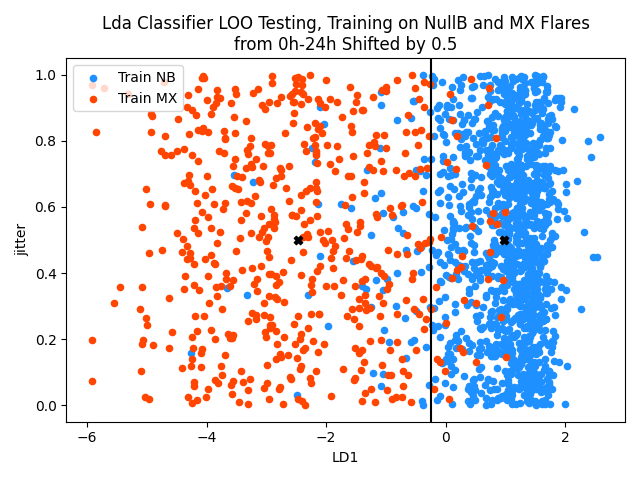 Lda Classifier LOO Testing, Training on NullB and MX Flares
from 0h-24h Shifted by 0.5
Train NB
Train MX
1.0
0.8
0.6
0.4
0.2
0.0
jitter
−6
−4
−2
0
2
LD1